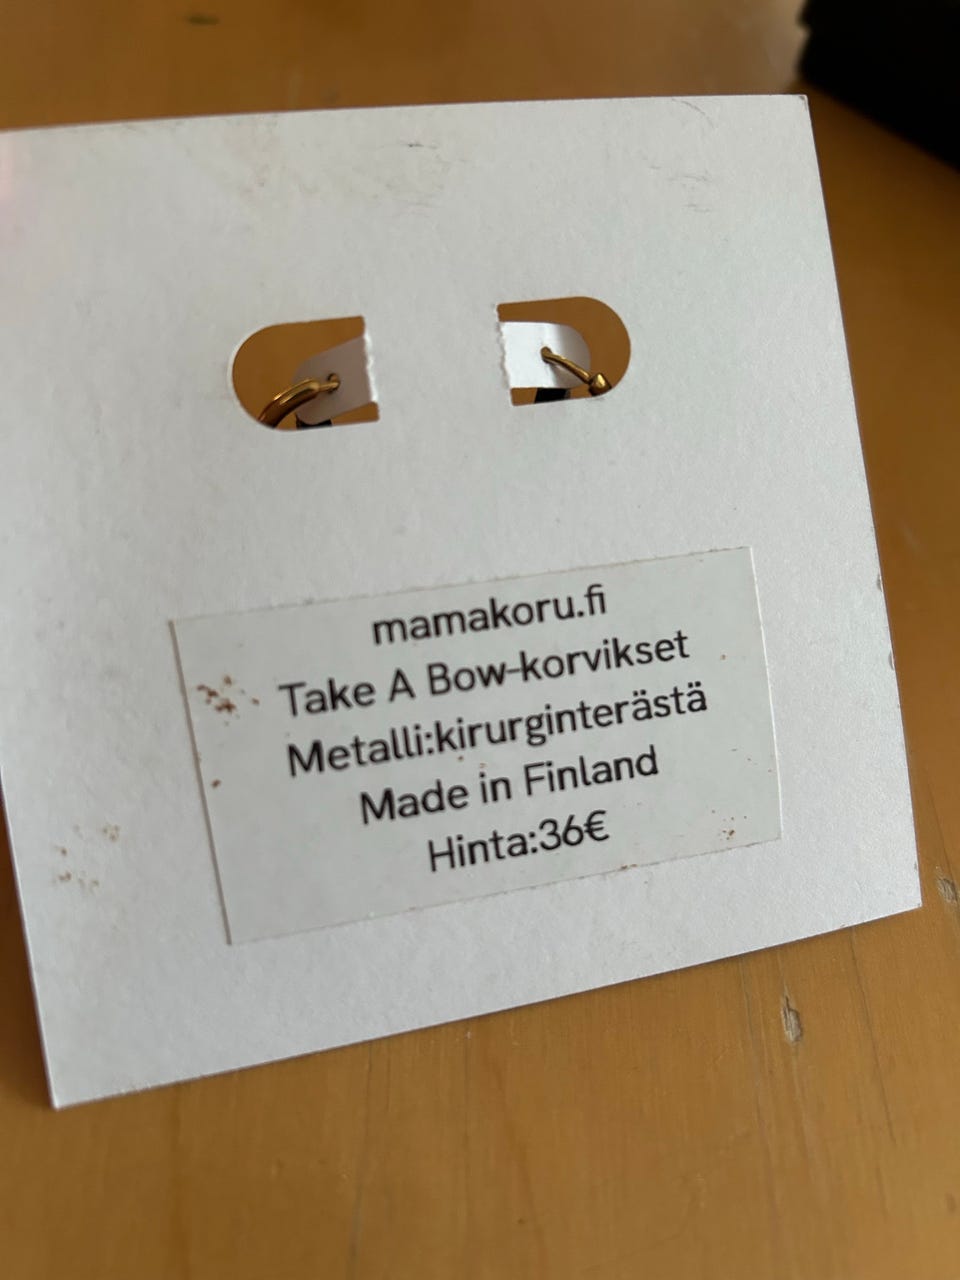 mamakoru.fi
Take A Bow-korvikset
Metalli:kirurginterästä
Made in Finland
Hinta:36€